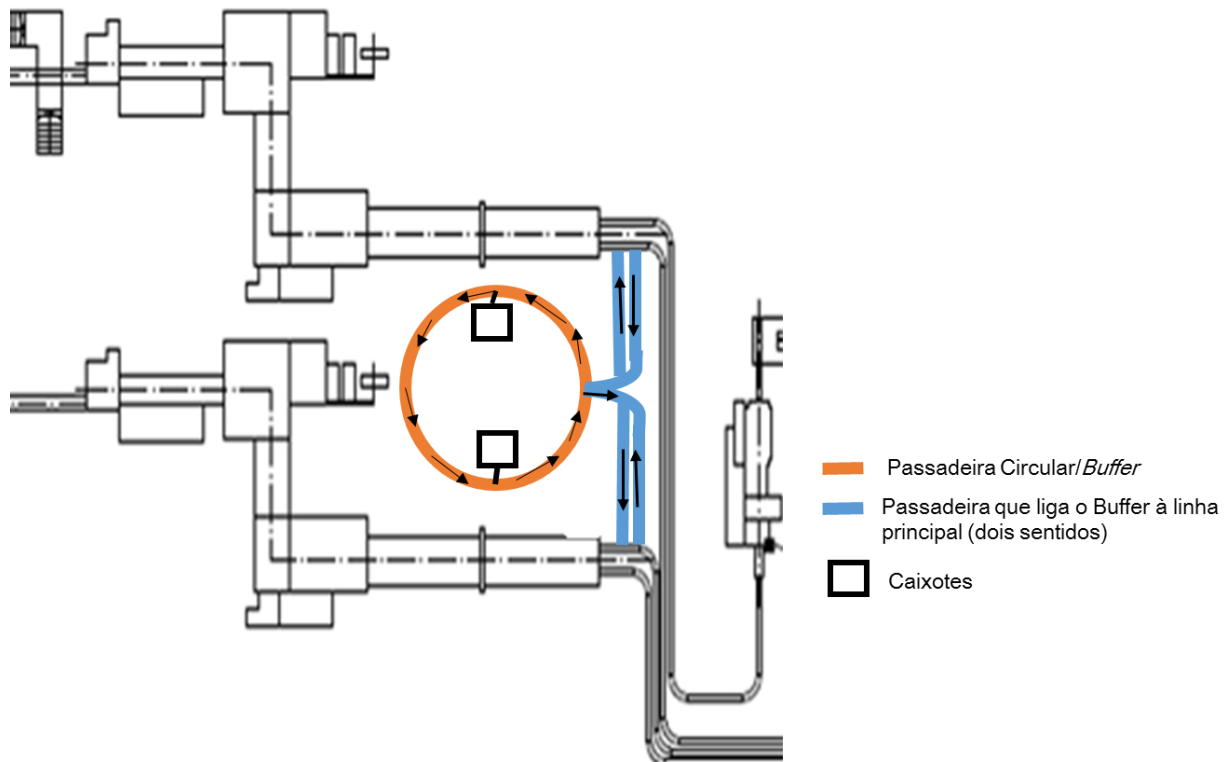 Passadeira Circular/Buffer
Passadeira que liga o Buffer à linha
principal (dois sentidos)
Caixotes